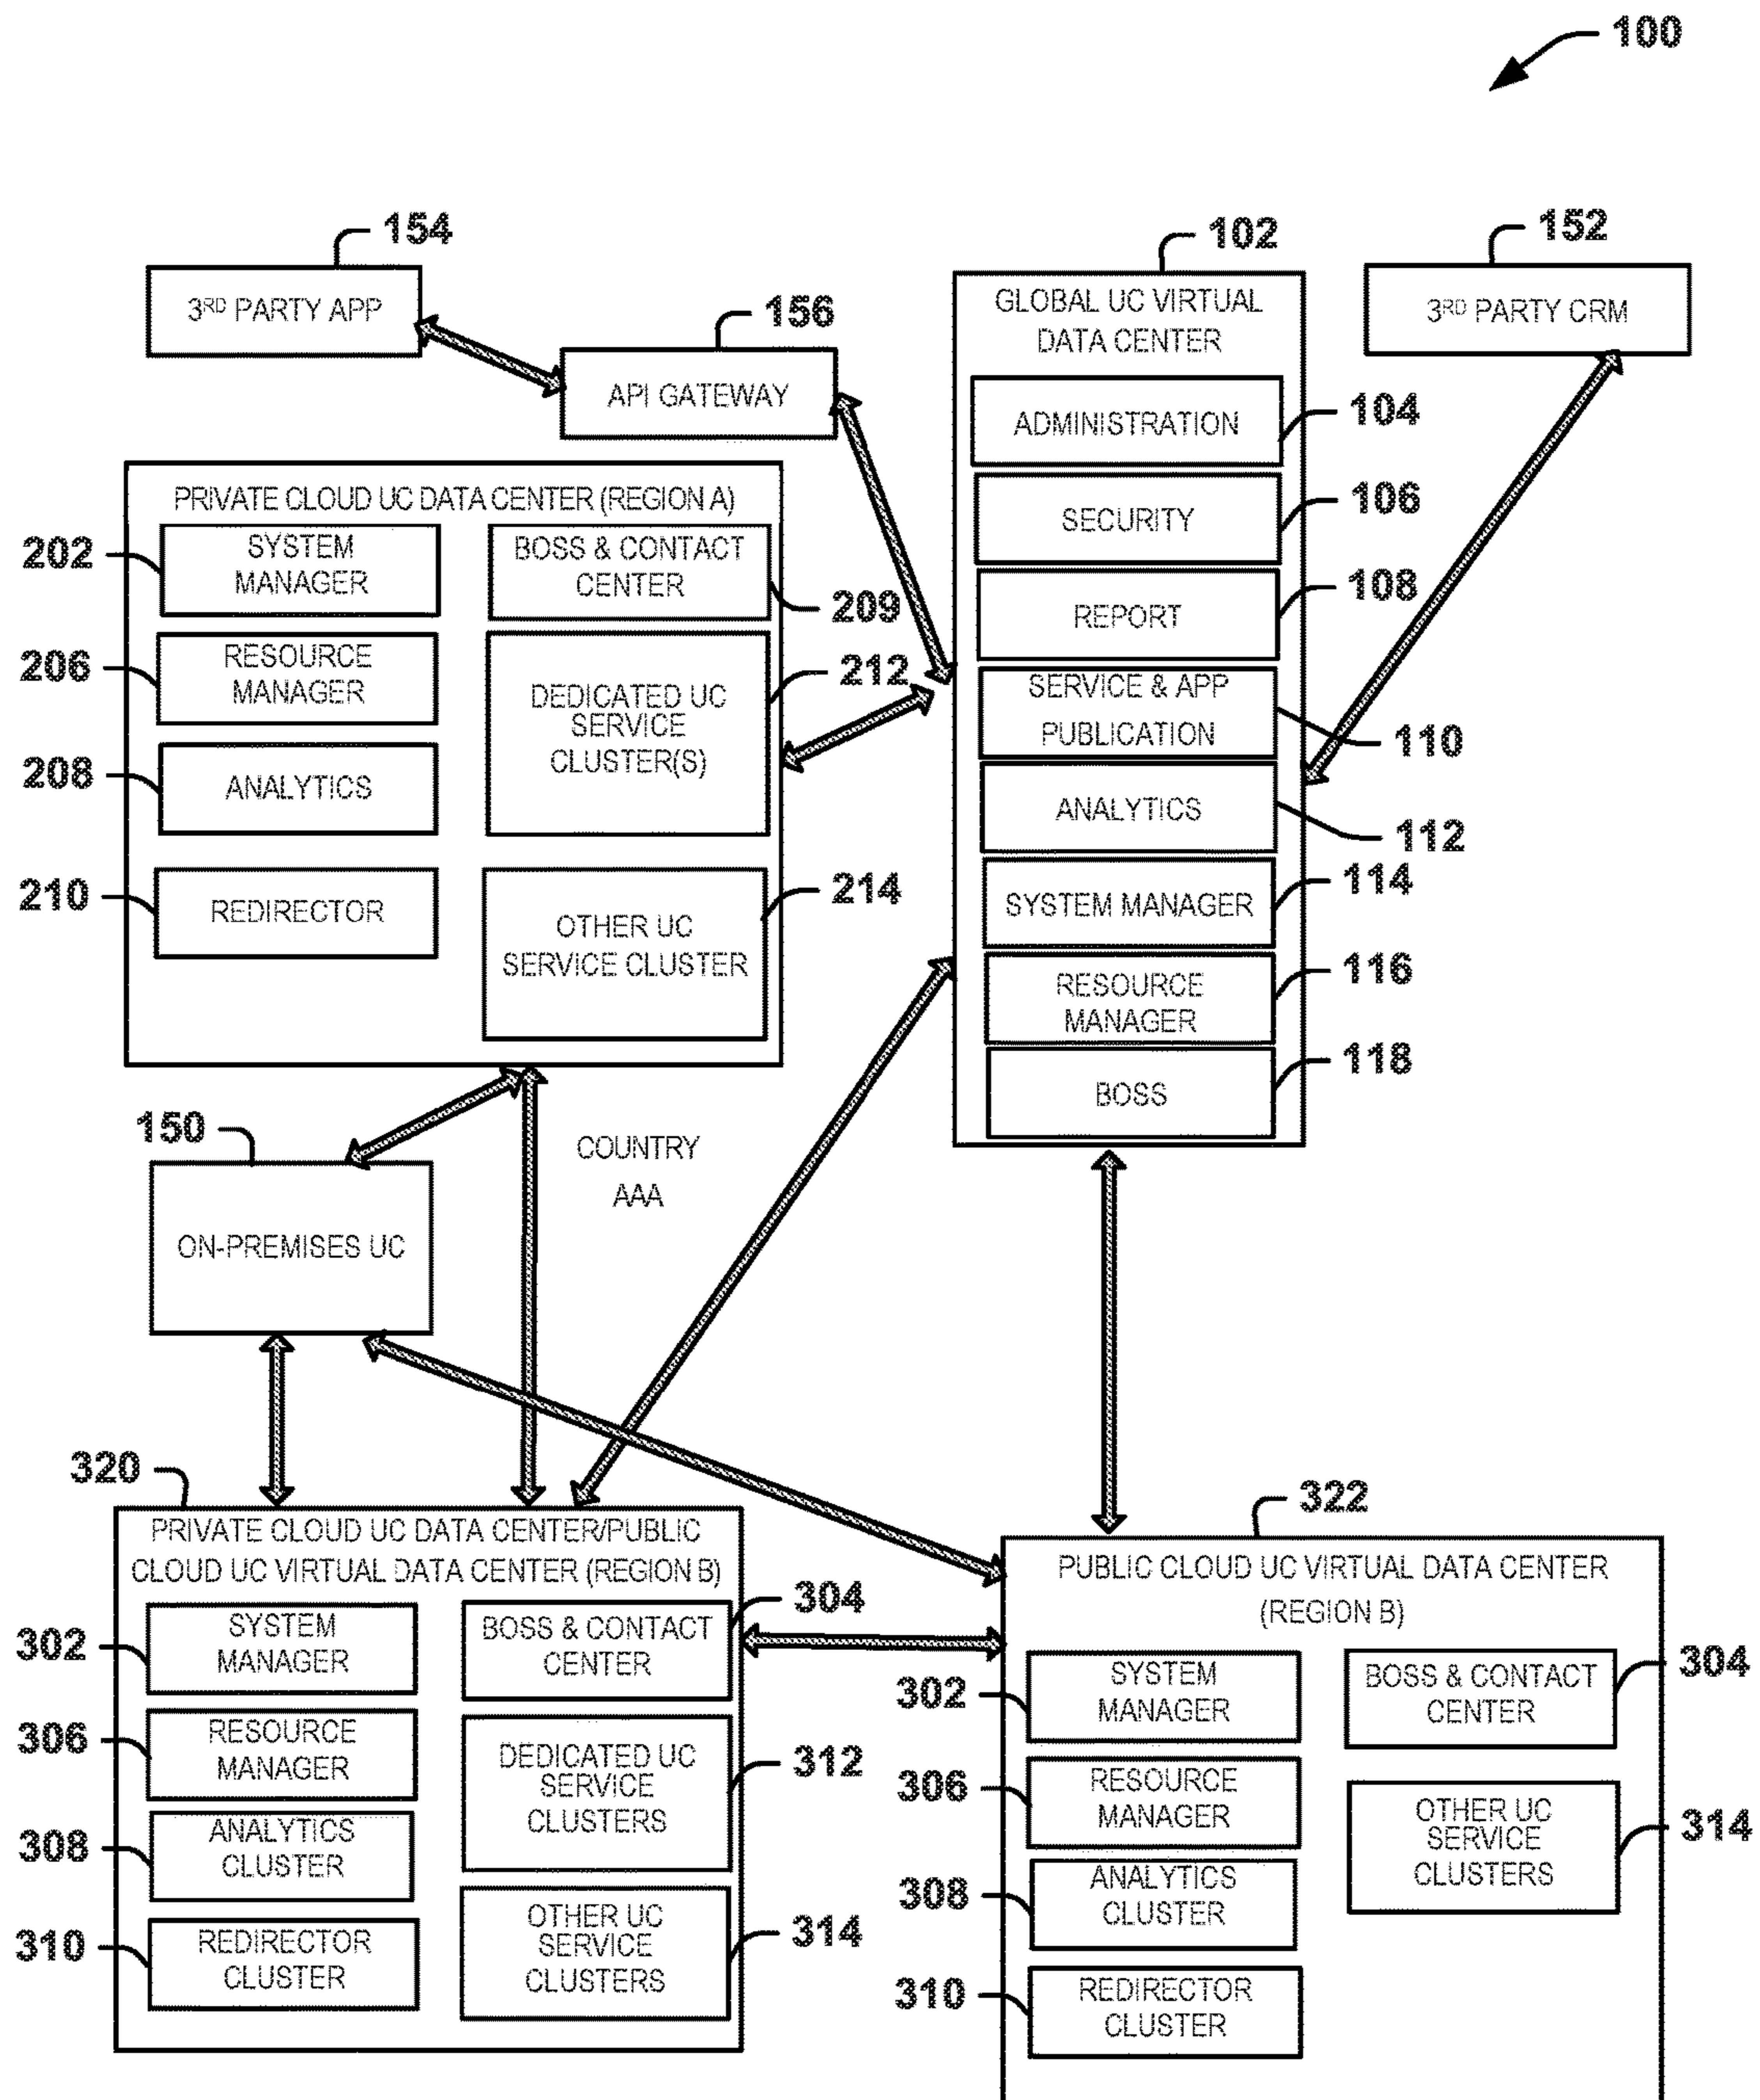 100
154
3RD PARTY APP
156
API GATEWAY
102
GLOBAL UC VIRTUAL
DATA CENTER
ADMINISTRATION
104
SECURITY
106
REPORT
108
SERVICE & APP
PUBLICATION
110
ANALYTICS
112
SYSTEM MANAGER
114
RESOURCE
MANAGER
116
BOSS
118
152
3RD PARTY CRM
PRIVATE CLOUD UC DATA CENTER (REGION A)
202
SYSTEM
MANAGER
BOSS & CONTACT
CENTER
209
206
RESOURCE
MANAGER
DEDICATED UC
SERVICE
CLUSTER(S)
212
208
ANALYTICS
210
REDIRECTOR
OTHER UC
SERVICE CLUSTER
214
150
ON-PREMISES UC
COUNTRY
AAA
320
PRIVATE CLOUD UC DATA CENTER/PUBLIC
CLOUD UC VIRTUAL DATA CENTER (REGION B)
302
SYSTEM
MANAGER
BOSS & CONTACT
CENTER
304
306
RESOURCE
MANAGER
DEDICATED UC
SERVICE
CLUSTERS
312
308
ANALYTICS
CLUSTER
310
REDIRECTOR
CLUSTER
OTHER UC
SERVICE
CLUSTERS
314
322
PUBLIC CLOUD UC VIRTUAL DATA CENTER
(REGION B)
302
SYSTEM
MANAGER
BOSS & CONTACT
CENTER
304
306
RESOURCE
MANAGER
OTHER UC
SERVICE
CLUSTERS
314
308
ANALYTICS
CLUSTER
310
REDIRECTOR
CLUSTER